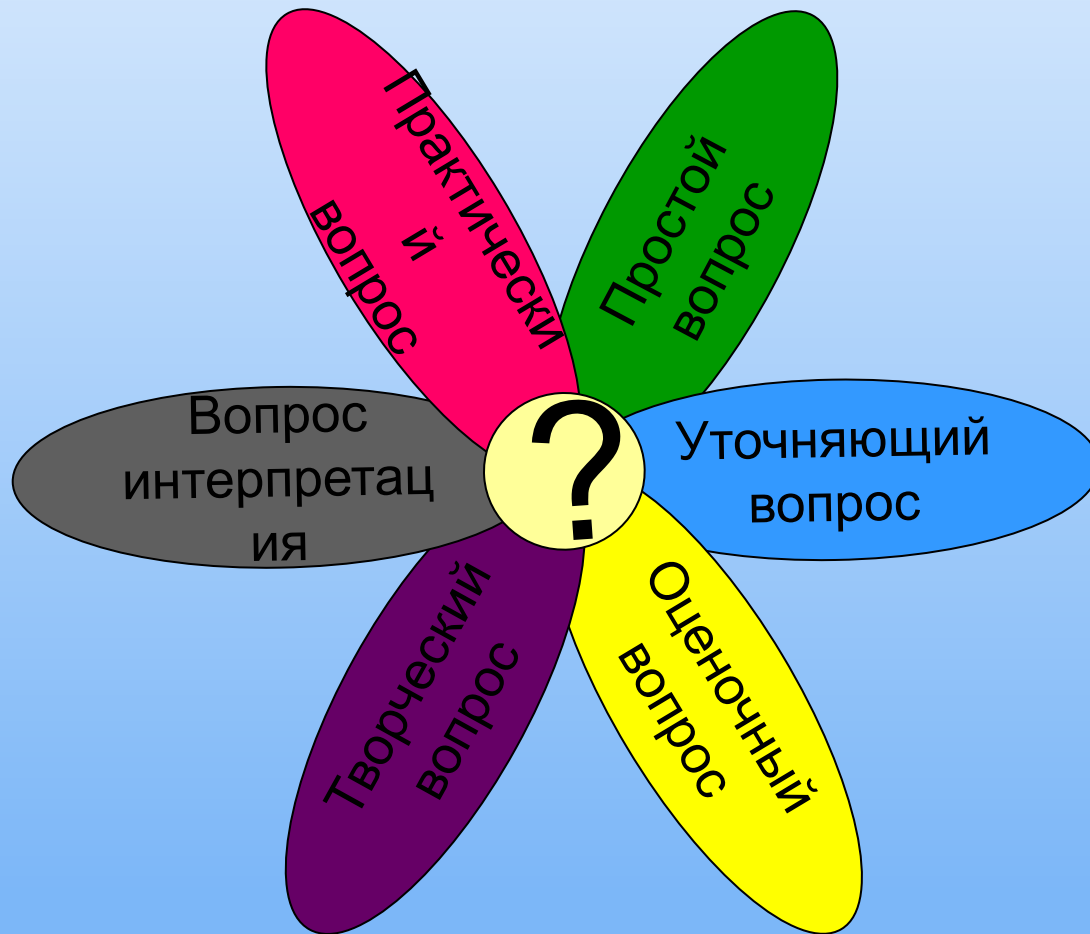 Практически
й
вопрос
Простой
вопрос
Вопрос
интерпретац
ия
?
Уточняющий
вопрос
Творческий
вопрос
Оценочный
вопрос